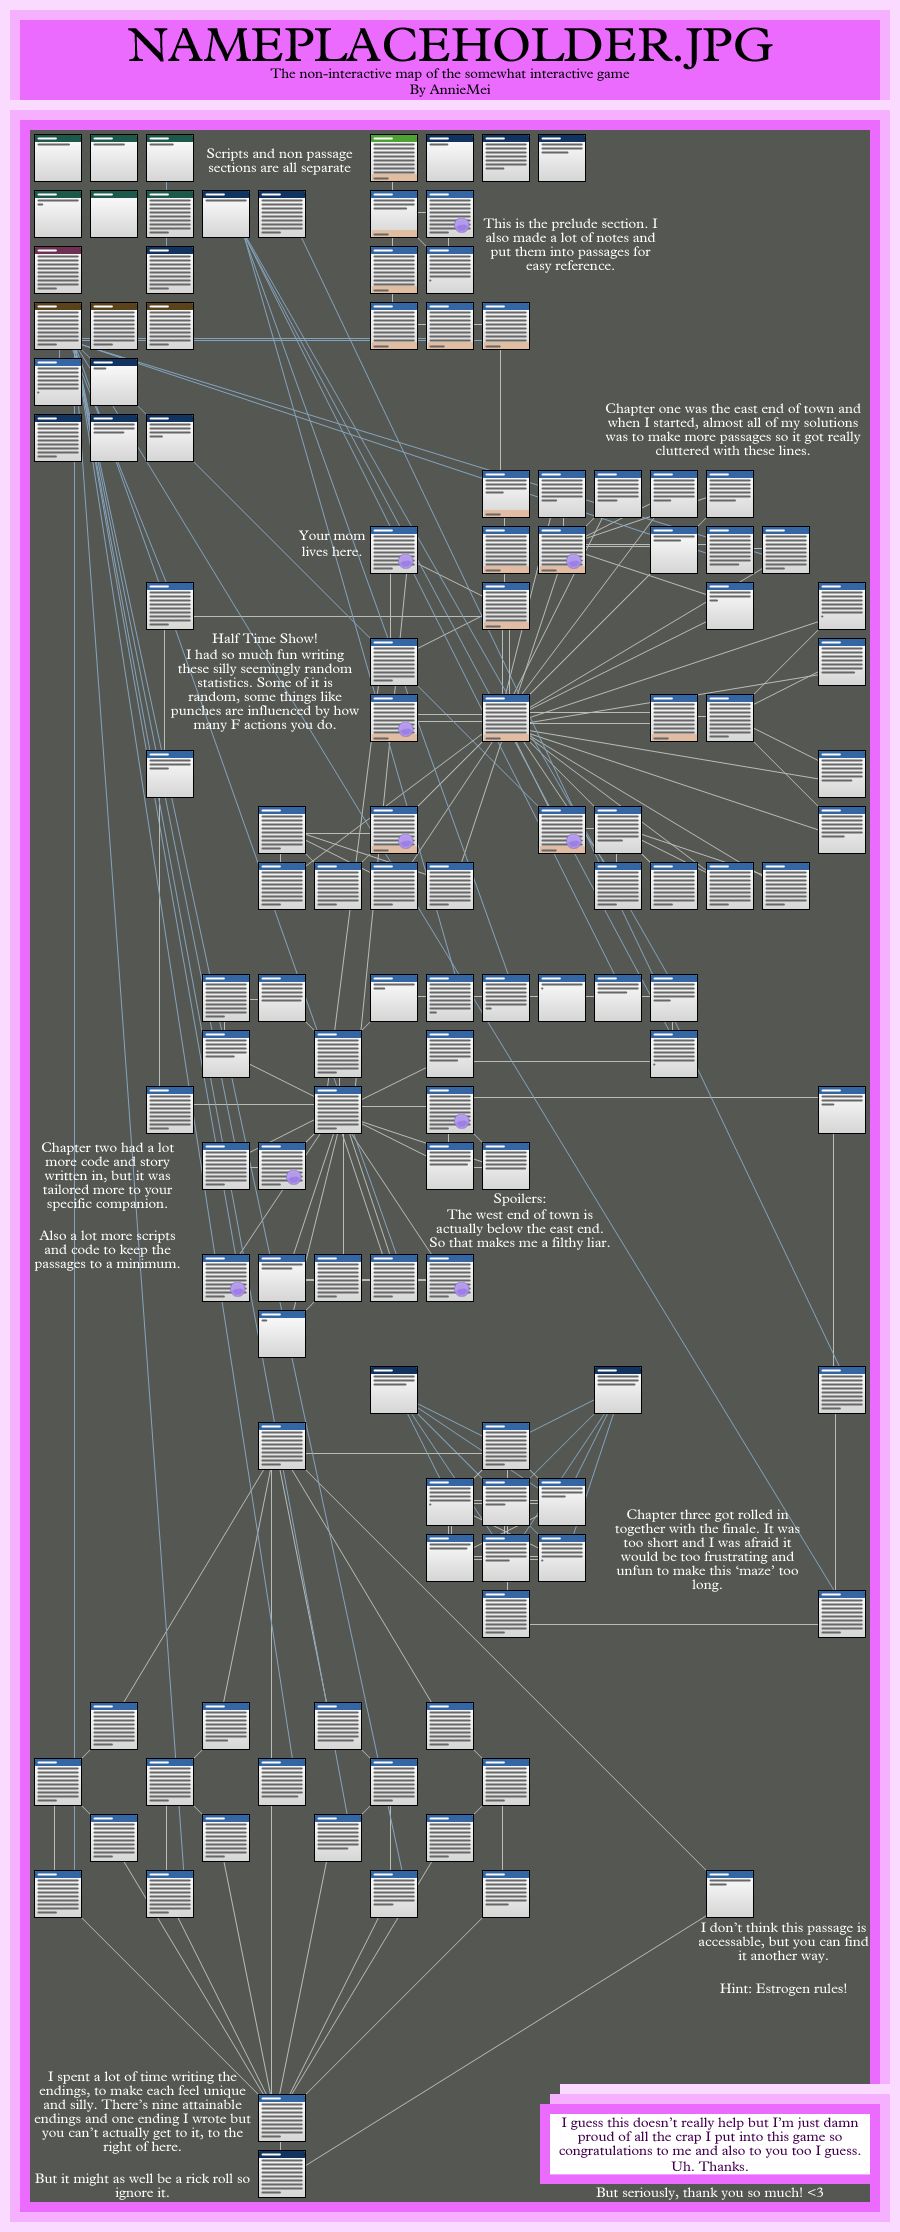 NAMEPLACEHOLDER.JPG
The non-interactive map of the somewhat interactive game
By AnnieMei
Scripts and non passage
sections are all separate
This is the prelude section. I
also made a lot of notes and
put them into passages for
easy reference.
Chapter one was the east end of town and
when I started, almost all of my solutions
was to make more passages so it got really
cluttered with these lines.
Your mom
lives here.
Half Time Show!
I had so much fun writing
these silly seemingly random
statistics. Some of it is
random, some things like
punches are influenced by how
many F actions you do.
Chapter two had a lot
more code and story
written in, but it was
tailored more to your
specific companion.
Also a lot more scripts
and code to keep the
passages to a minimum.
Spoilers:
The west end of town is
actually below the east end.
So that makes me a filthy liar.
Chapter three got rolled in
together with the finale. It was
too short and I was afraid it
would be too frustrating and
unfun to make this ‘maze’ too
long.
I don’t think this passage is
accessable, but you can find
it another way.
Hint: Estrogen rules!
I spent a lot of time writing the
endings, to make each feel unique
and silly. There’s nine attainable
endings and one ending I wrote but
you can’t actually get to it, to the
right of here.
But it might as well be a rick roll so
ignore it.
I guess this doesn’t really help but I’m just damn
proud of all the crap I put into this game so
congratulations to me and also to you too I guess.
Uh. Thanks.
But seriously, thank you so much! <3